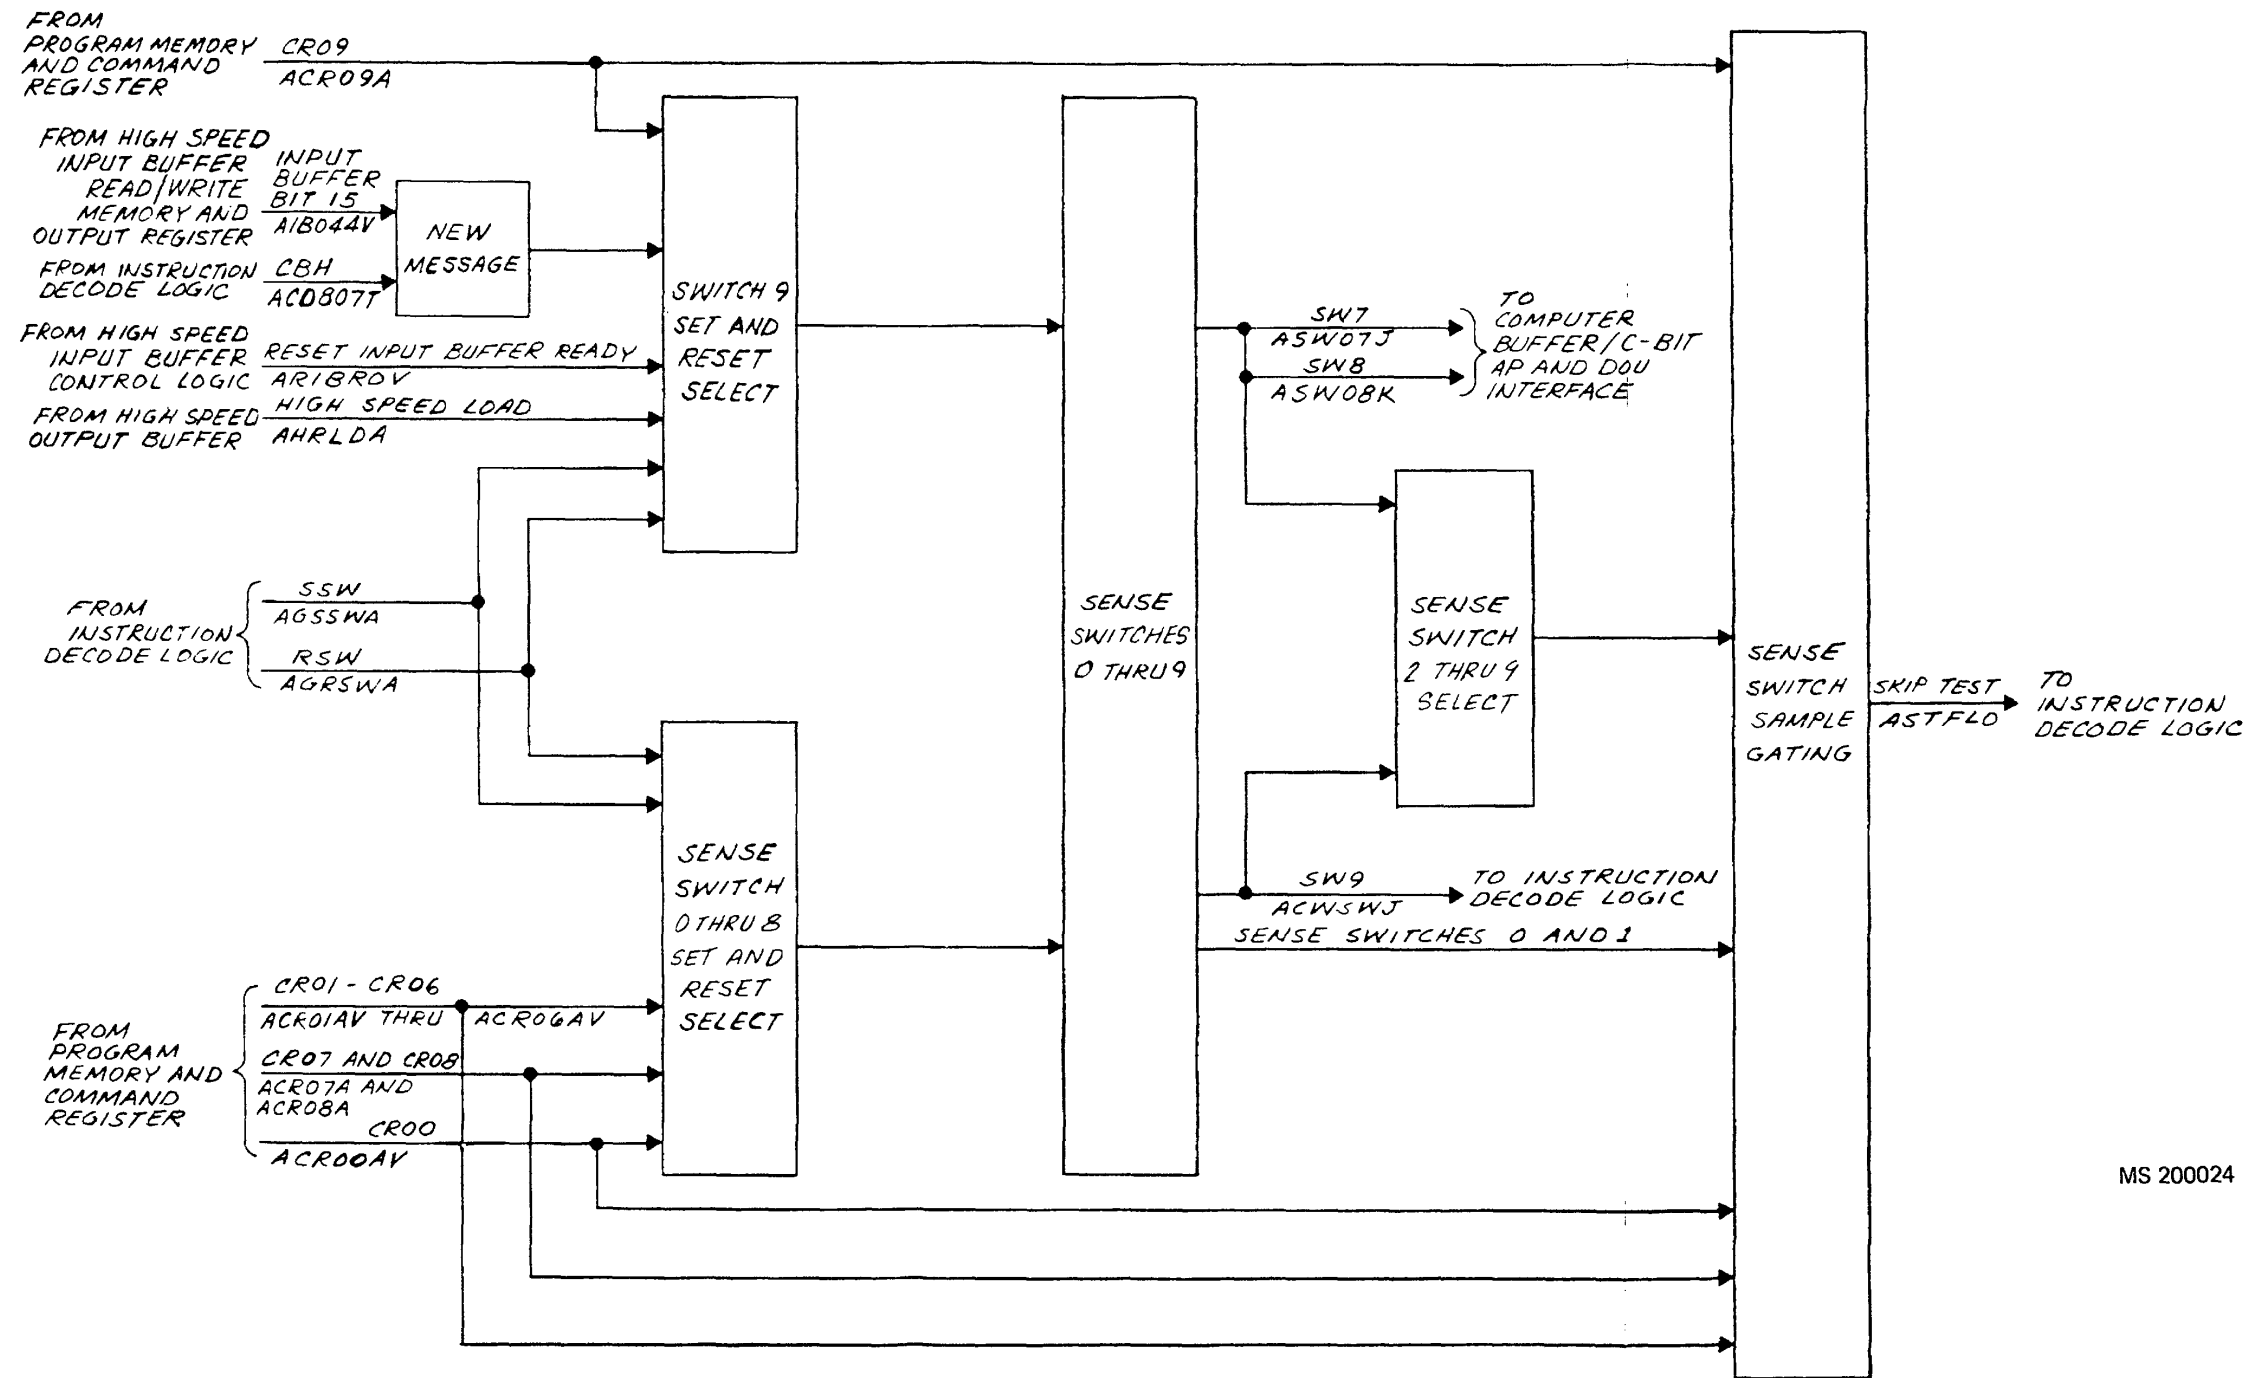 FROM
PROGRAM MEMORY
AND COMMAND
REGISTER
CR09
ACR09A
FROM HIGH SPEED
INPUT BUFFER
READ/WRITE
MEMORY AND
OUTPUT REGISTER
INPUT
BUFFER
BIT 15
AIB044V
FROM INSTRUCTION
DECODE LOGIC
CBH
ACD807T
NEW
MESSAGE
FROM HIGH SPEED
INPUT BUFFER
CONTROL LOGIC
RESET INPUT BUFFER READY
ARIBROV
FROM HIGH SPEED
OUTPUT BUFFER
HIGH SPEED LOAD
AHRLDA
SWITCH 9
SET AND
RESET
SELECT
FROM
INSTRUCTION
DECODE LOGIC
SSW
AGSSWA
RSW
AGRSWA
SENSE
SWITCH
0 THRU 8
SET AND
RESET
SELECT
FROM
PROGRAM
MEMORY AND
COMMAND
REGISTER
CR01 - CR06
ACR01AV THRU ACR06AV
CR07 AND CR08
ACR07A AND
ACR08A
CR00
ACR00AV
SENSE
SWITCHES
0 THRU 9
SW7
ASW07J
SW8
ASW08K
TO
COMPUTER
BUFFER/C-BIT
AP AND DOU
INTERFACE
SENSE
SWITCH
2 THRU 9
SELECT
SW9
ACWSWJ
TO INSTRUCTION
DECODE LOGIC
SENSE SWITCHES 0 AND 1
SENSE
SWITCH
SAMPLE
GATING
SKIP TEST
ASTFLO
TO
INSTRUCTION
DECODE LOGIC
MS 200024